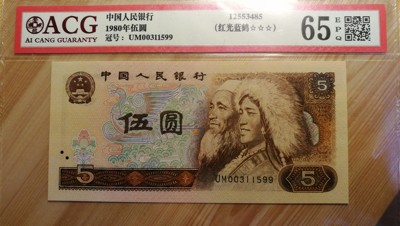 ACG
AI CANG GUARANTY
中国人民银行
1980年伍圆
冠号：UM00311599
12553485
(红光蓝鹤☆☆☆)
65
EPQ
中国人民银行
5
伍圆
5
5
UM00311599